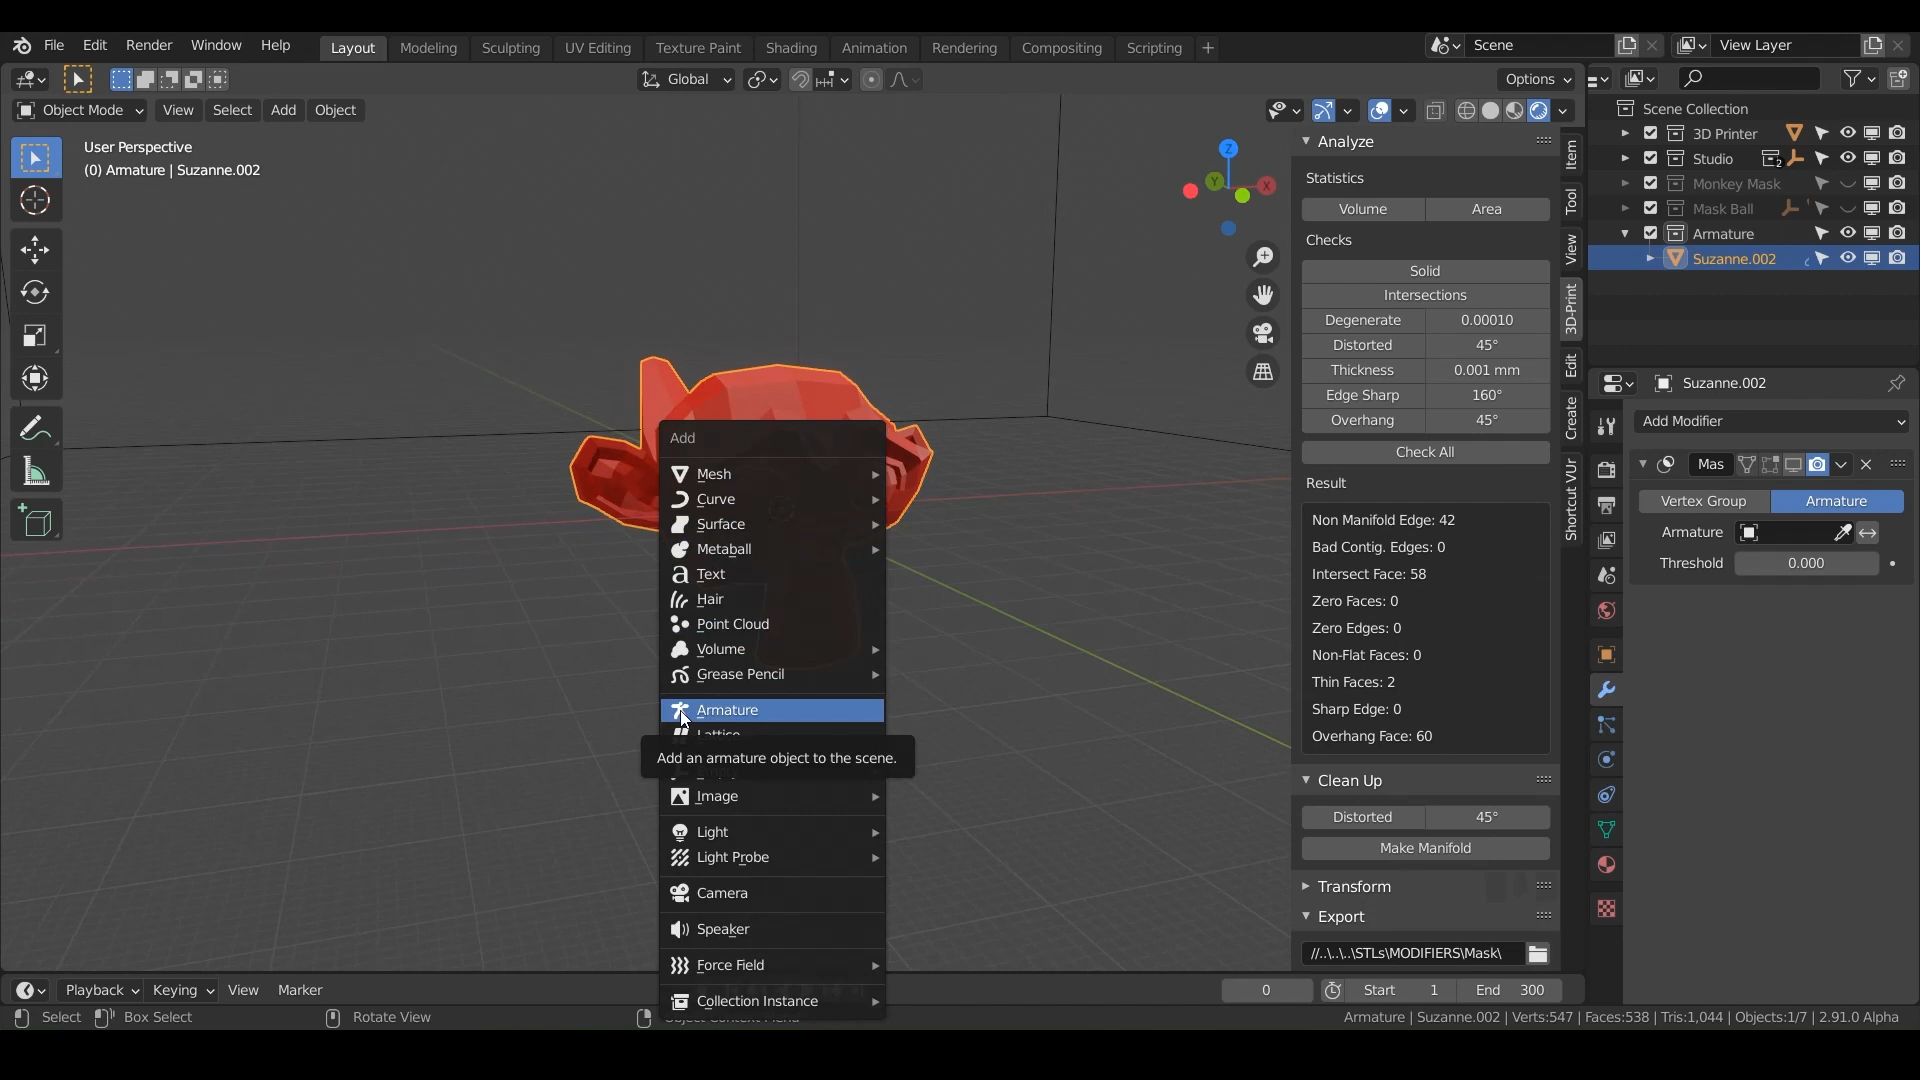 File Edit Render Window Help Layout Modeling Sculpting UV Editing Texture Paint Shading Animation Rendering Compositing Scripting + Scene View Layer
Global Options
Object Mode View Select Add Object
User Perspective
(0) Armature | Suzanne.002
Z
Y
X
Analyze
Statistics
Volume Area
Checks
Solid
Intersections
Degenerate 0.00010
Distorted 45°
Thickness 0.001 mm
Edge Sharp 160°
Overhang 45°
Check All
Result
Non Manifold Edge: 42
Bad Contig. Edges: 0
Intersect Face: 58
Zero Faces: 0
Zero Edges: 0
Non-Flat Faces: 0
Thin Faces: 2
Sharp Edge: 0
Overhang Face: 60
Clean Up
Distorted 45°
Make Manifold
Transform
Export
//..\..\..\STLs\MODIFIERS\Mask\
Item
Tool
View
3D-Print
Edit
Create
Shortcut VUr
Scene Collection
3D Printer
Studio 2
Monkey Mask
Mask Ball
Armature
Suzanne.002
Suzanne.002
Add Modifier
Mas
Vertex Group Armature
Armature
Threshold 0.000
Add
Mesh
Curve
Surface
Metaball
Text
Hair
Point Cloud
Volume
Grease Pencil
Armature
Lattice
Add an armature object to the scene.
Image
Light
Light Probe
Camera
Speaker
Force Field
Collection Instance
Playback Keying View Marker 0 Start 1 End 300
Select Box Select Rotate View Object Context Menu Armature | Suzanne.002 | Verts:547 | Faces:538 | Tris:1,044 | Objects:1/7 | 2.91.0 Alpha